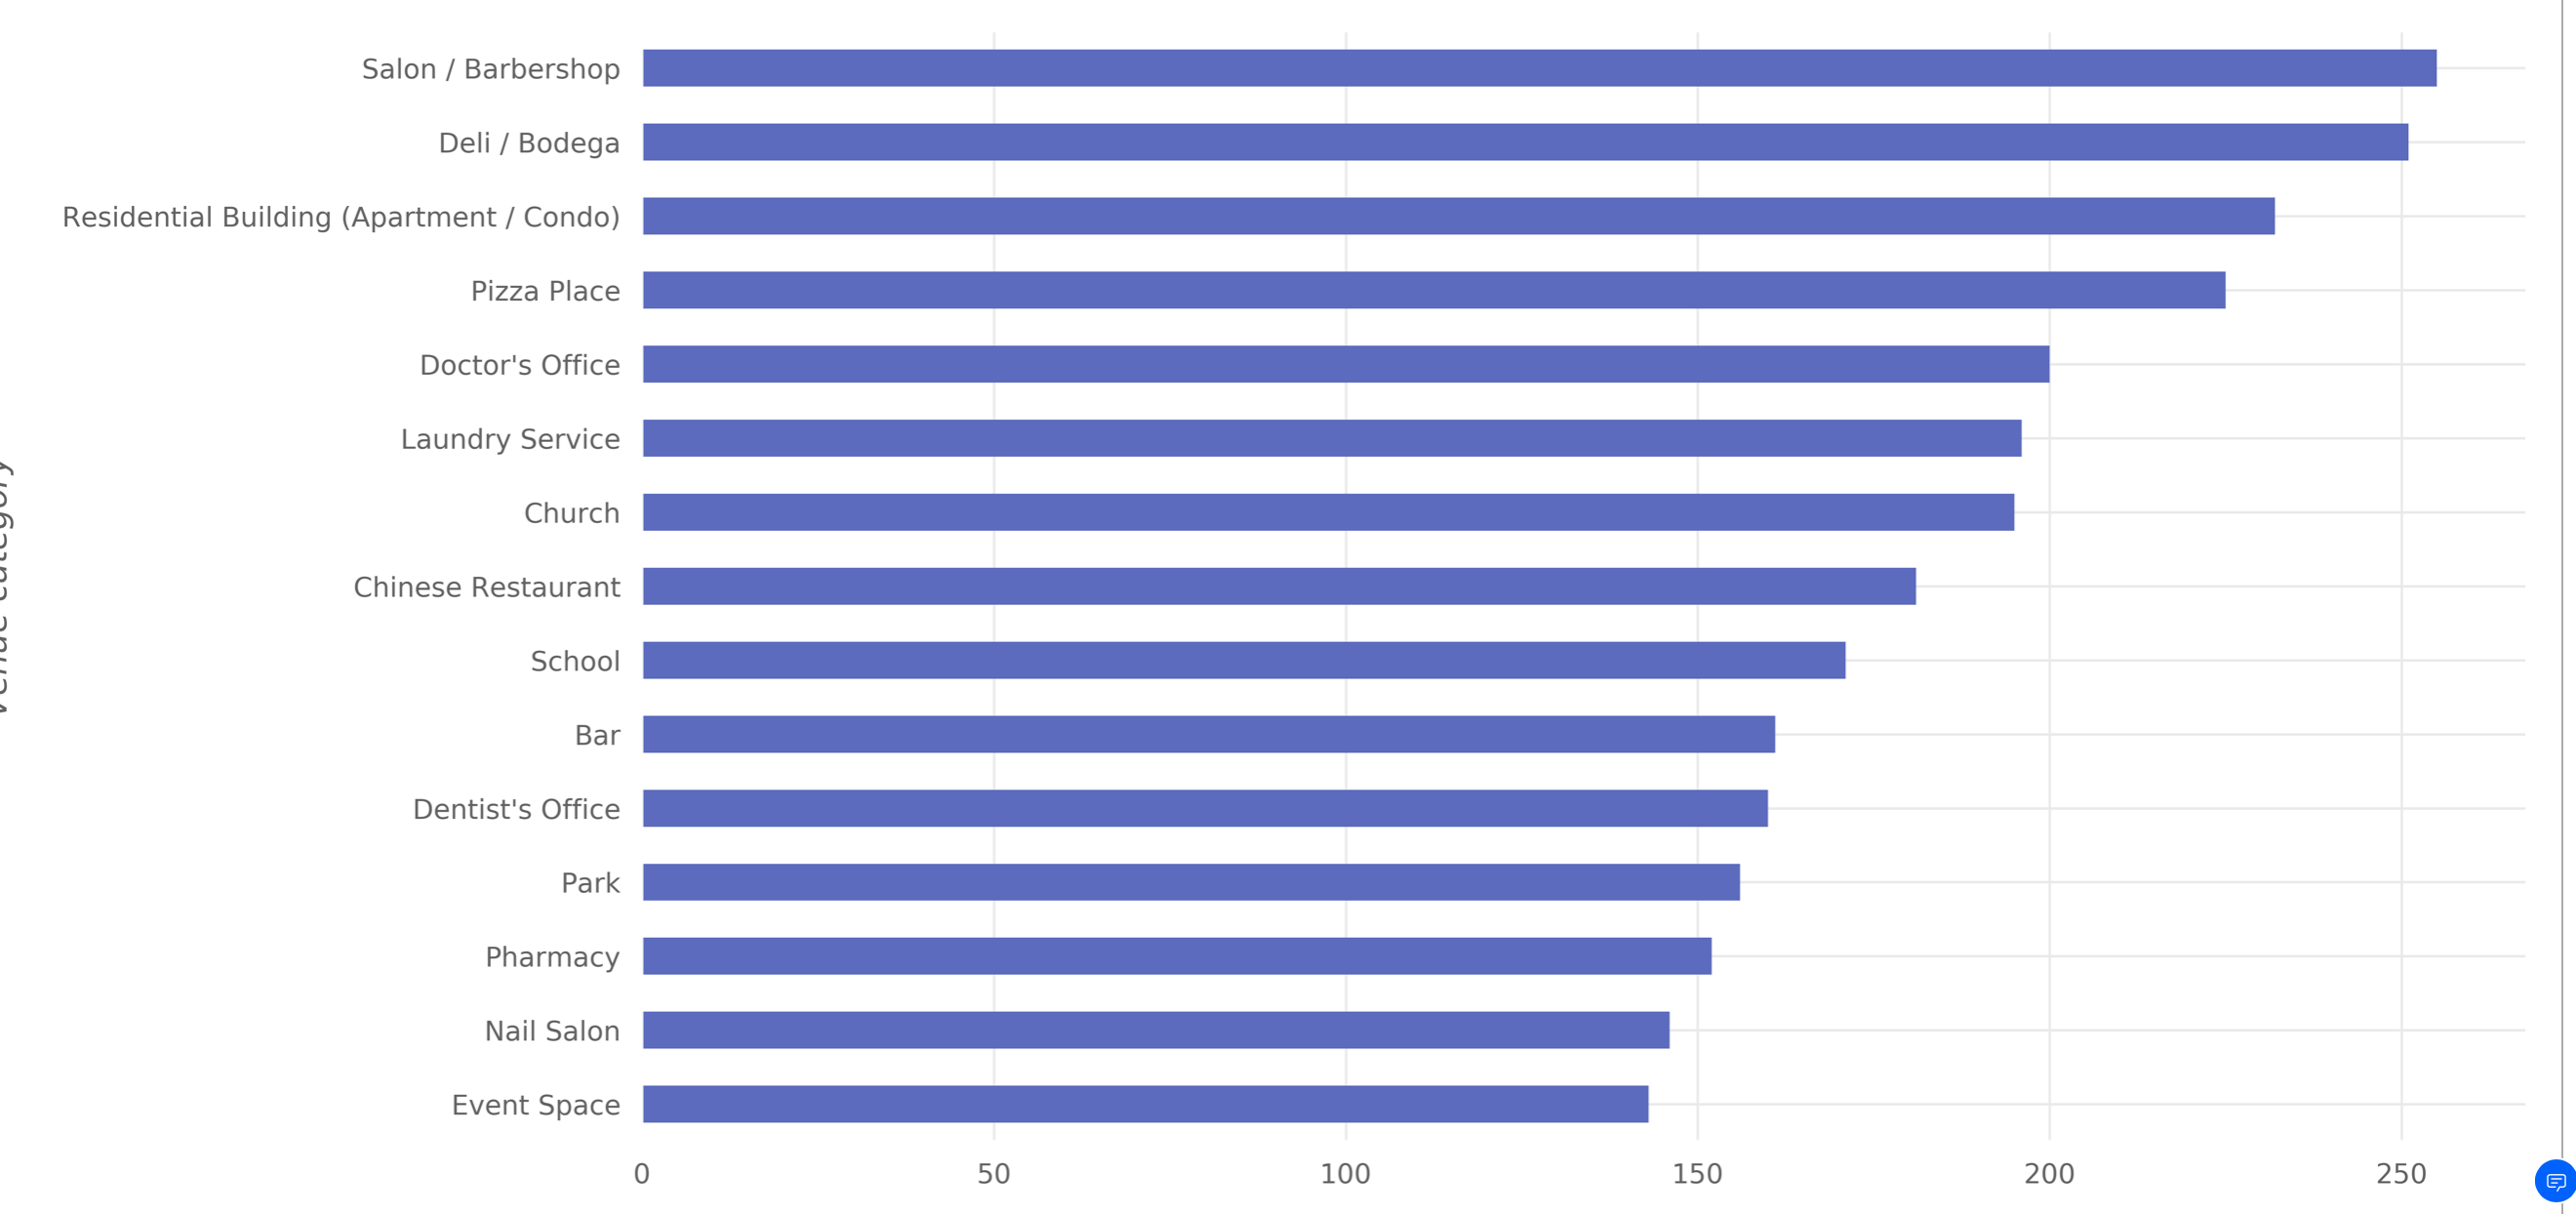 Salon / Barbershop
Deli / Bodega
Residential Building (Apartment / Condo)
Pizza Place
Doctor's Office
Laundry Service
Church
Chinese Restaurant
School
Bar
Dentist's Office
Park
Pharmacy
Nail Salon
Event Space
0 50 100 150 200 250